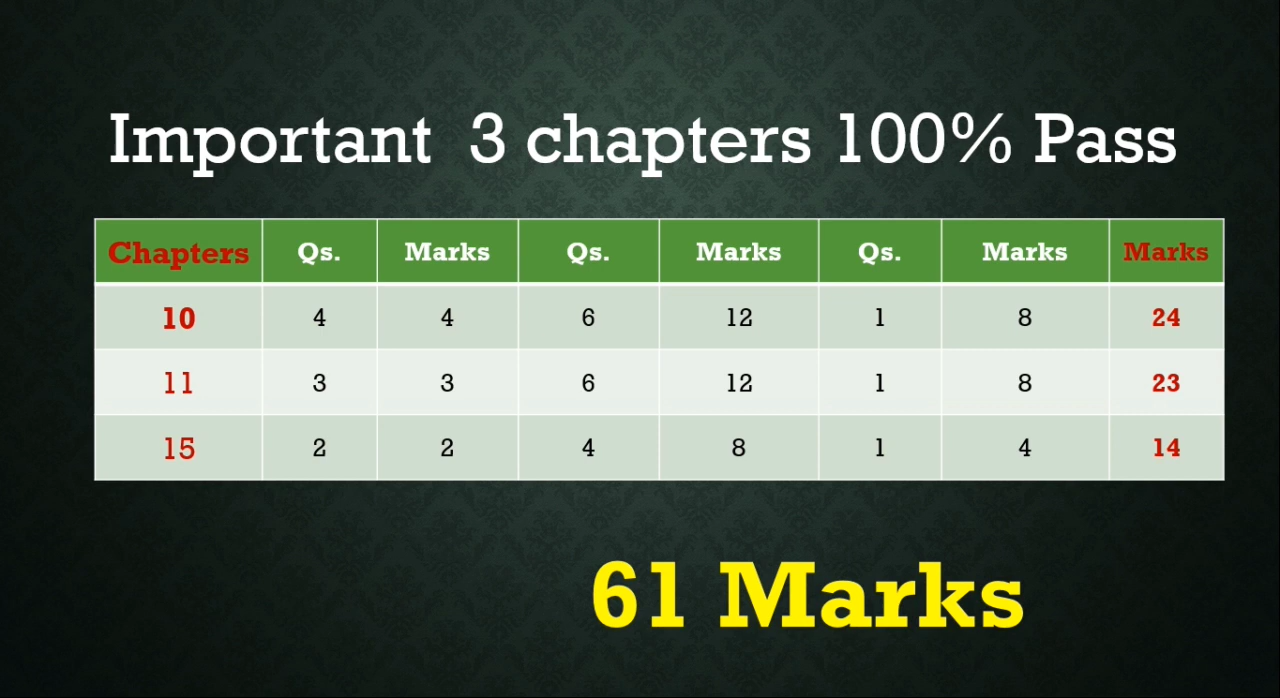 Important 3 chapters 100% Pass
Chapters Qs. Marks Qs. Marks Qs. Marks Marks
10 4 4 6 12 1 8 24
11 3 3 6 12 1 8 23
15 2 2 4 8 1 4 14
61 Marks